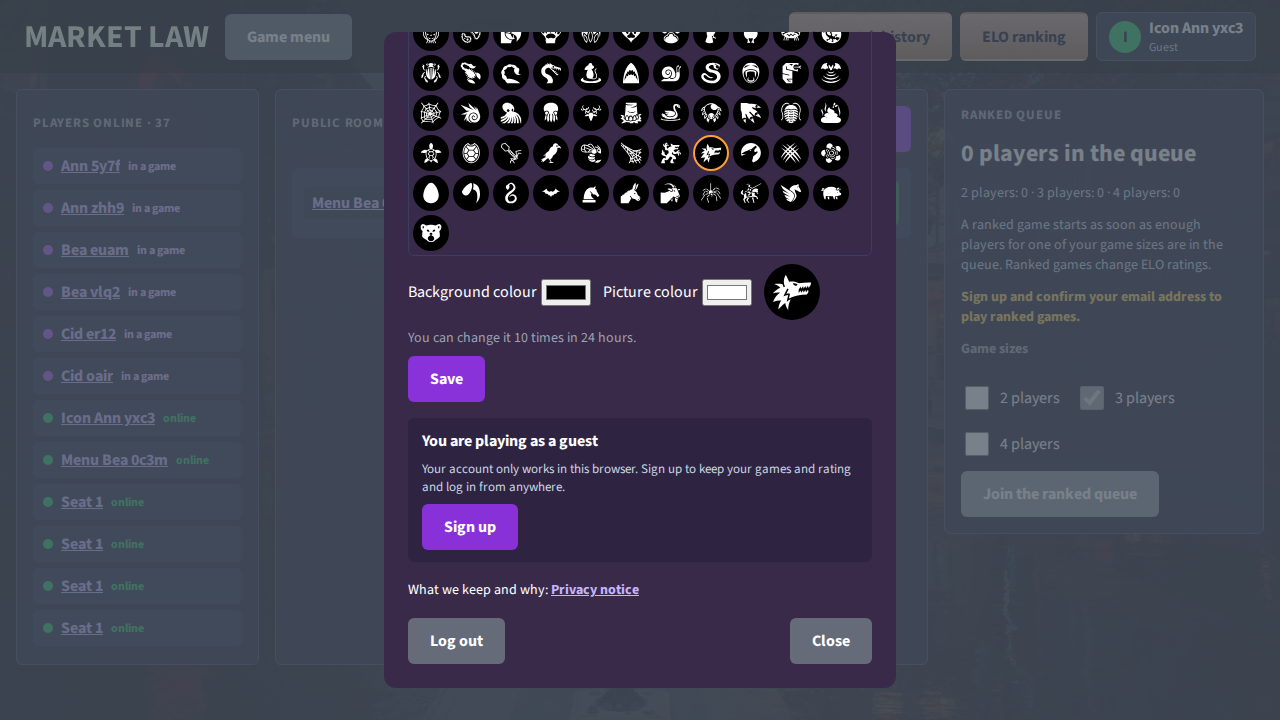 MARKET LAW
Game menu
history
ELO ranking
I
Icon Ann yxc3
Guest
PLAYERS ONLINE · 37
Ann 5y7f in a game
Ann zhh9 in a game
Bea euam in a game
Bea vlq2 in a game
Cid er12 in a game
Cid oair in a game
Icon Ann yxc3 online
Menu Bea 0c3m online
Seat 1 online
Seat 1 online
Seat 1 online
Seat 1 online
PUBLIC ROOM
Menu Bea
Background colour
Picture colour
You can change it 10 times in 24 hours.
Save
You are playing as a guest
Your account only works in this browser. Sign up to keep your games and rating
and log in from anywhere.
Sign up
What we keep and why: Privacy notice
Log out
Close
RANKED QUEUE
0 players in the queue
2 players: 0 · 3 players: 0 · 4 players: 0
A ranked game starts as soon as enough
players for one of your game sizes are in the
queue. Ranked games change ELO ratings.
Sign up and confirm your email address to
play ranked games.
Game sizes
2 players
3 players
4 players
Join the ranked queue